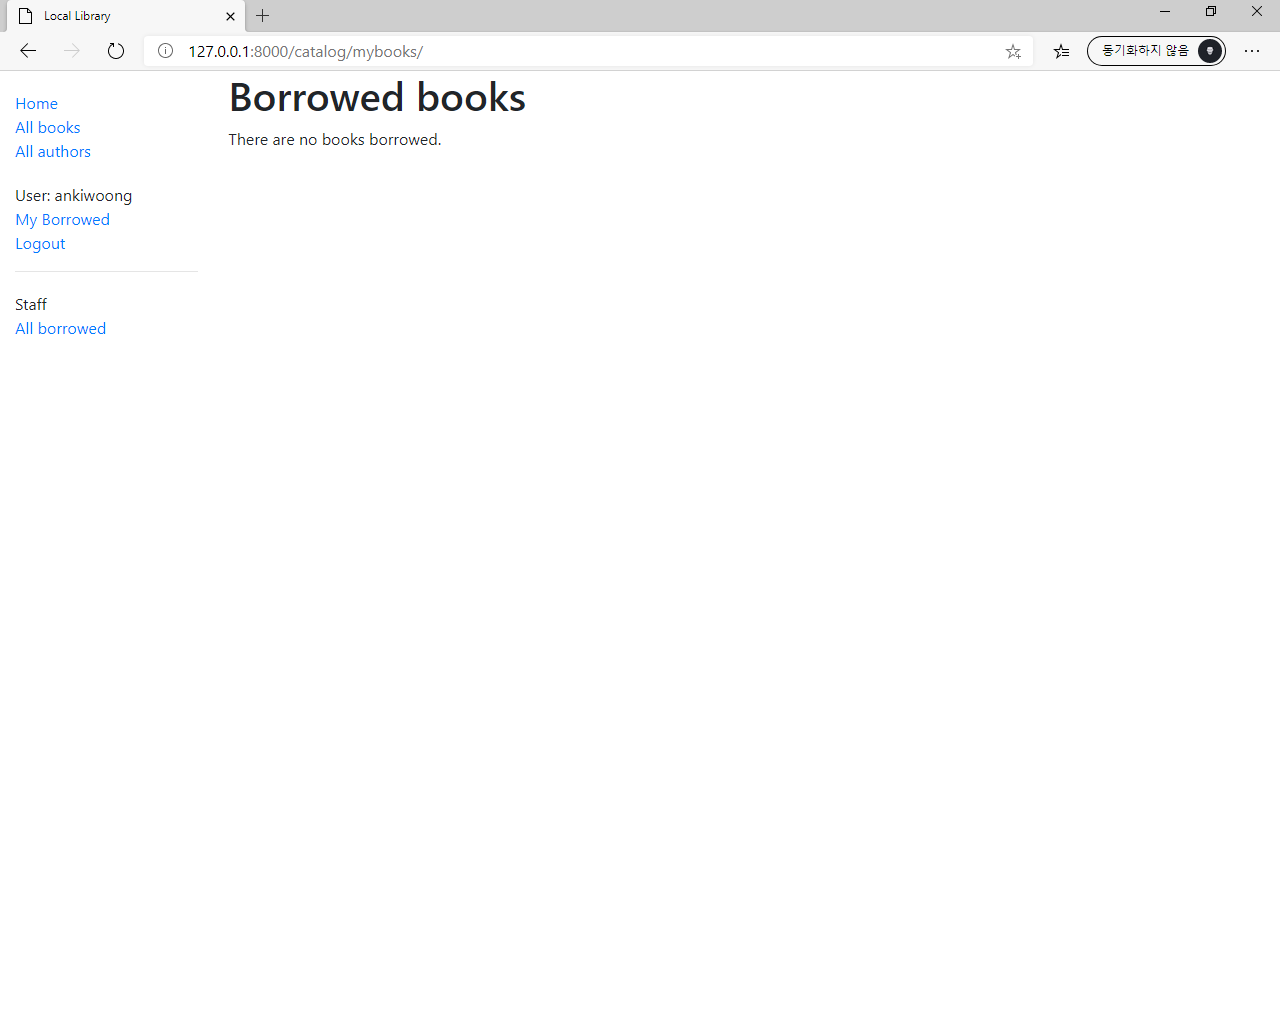 Local Library
127.0.0.1:8000/catalog/mybooks/
동기화하지 않음
Home
All books
All authors
User: ankiwoong
My Borrowed
Logout
Staff
All borrowed
Borrowed books
There are no books borrowed.